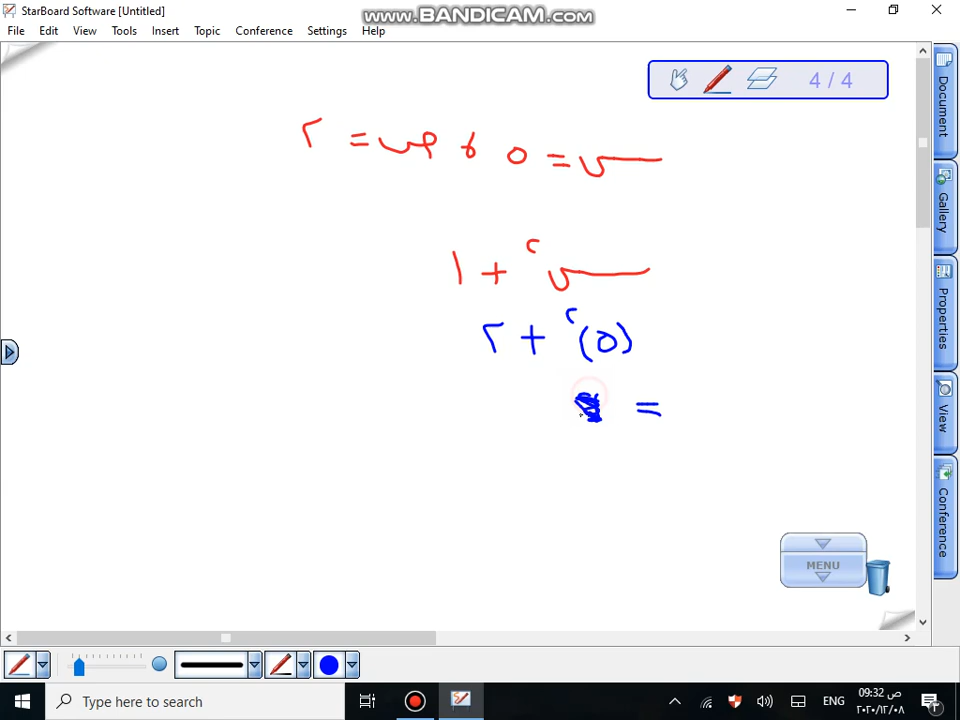 StarBoard Software [Untitled]
www.BANDICAM.com
File Edit View Tools Insert Topic Conference Settings Help
4 / 4
س = ٥ ، ص = ٢
س٢ + ١
(٥)٢ + ٢
=
Document
Gallery
Properties
View
Conference
MENU
Type here to search
ENG
09:32 ص
٢٠٢٠/١٢/٠٨